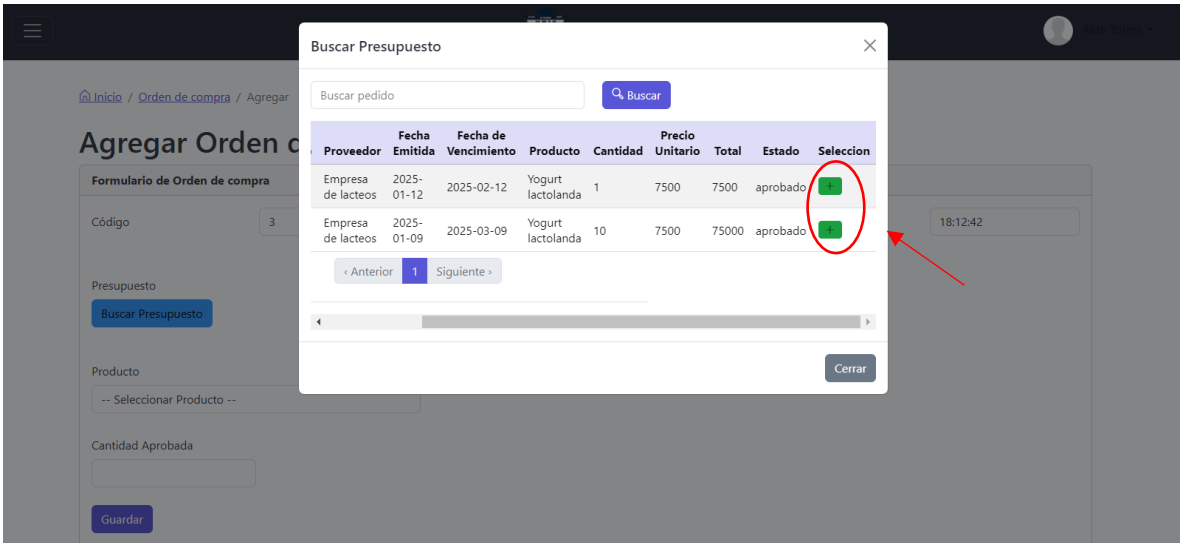 Buscar Presupuesto
Buscar pedido
Buscar
Inicio / Orden de compra / Agregar
Agregar Orden
Proveedor Fecha Emitida Fecha de Vencimiento Producto Cantidad Precio Unitario Total Estado Seleccion
Empresa de lacteos 2025-01-12 2025-02-12 Yogurt lactolanda 1 7500 7500 aprobado +
Empresa de lacteos 2025-01-09 2025-03-09 Yogurt lactolanda 10 7500 75000 aprobado +
‹ Anterior 1 Siguiente ›
Cerrar
Formulario de Orden de compra
Código 3 18:12:42
Presupuesto
Buscar Presupuesto
Producto
-- Seleccionar Producto --
Cantidad Aprobada
Guardar